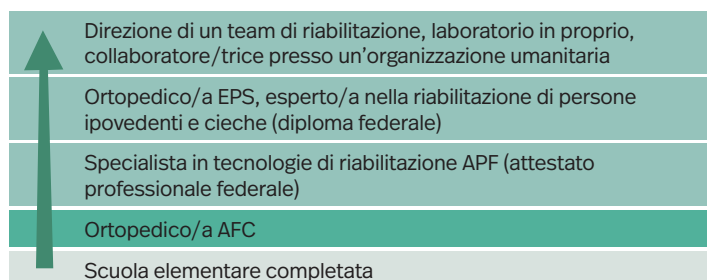 Direzione di un team di riabilitazione, laboratorio in proprio,
collaboratore/trice presso un'organizzazione umanitaria
Ortopedico/a EPS, esperto/a nella riabilitazione di persone
ipovedenti e cieche (diploma federale)
Specialista in tecnologie di riabilitazione APF (attestato
professionale federale)
Ortopedico/a AFC
Scuola elementare completata